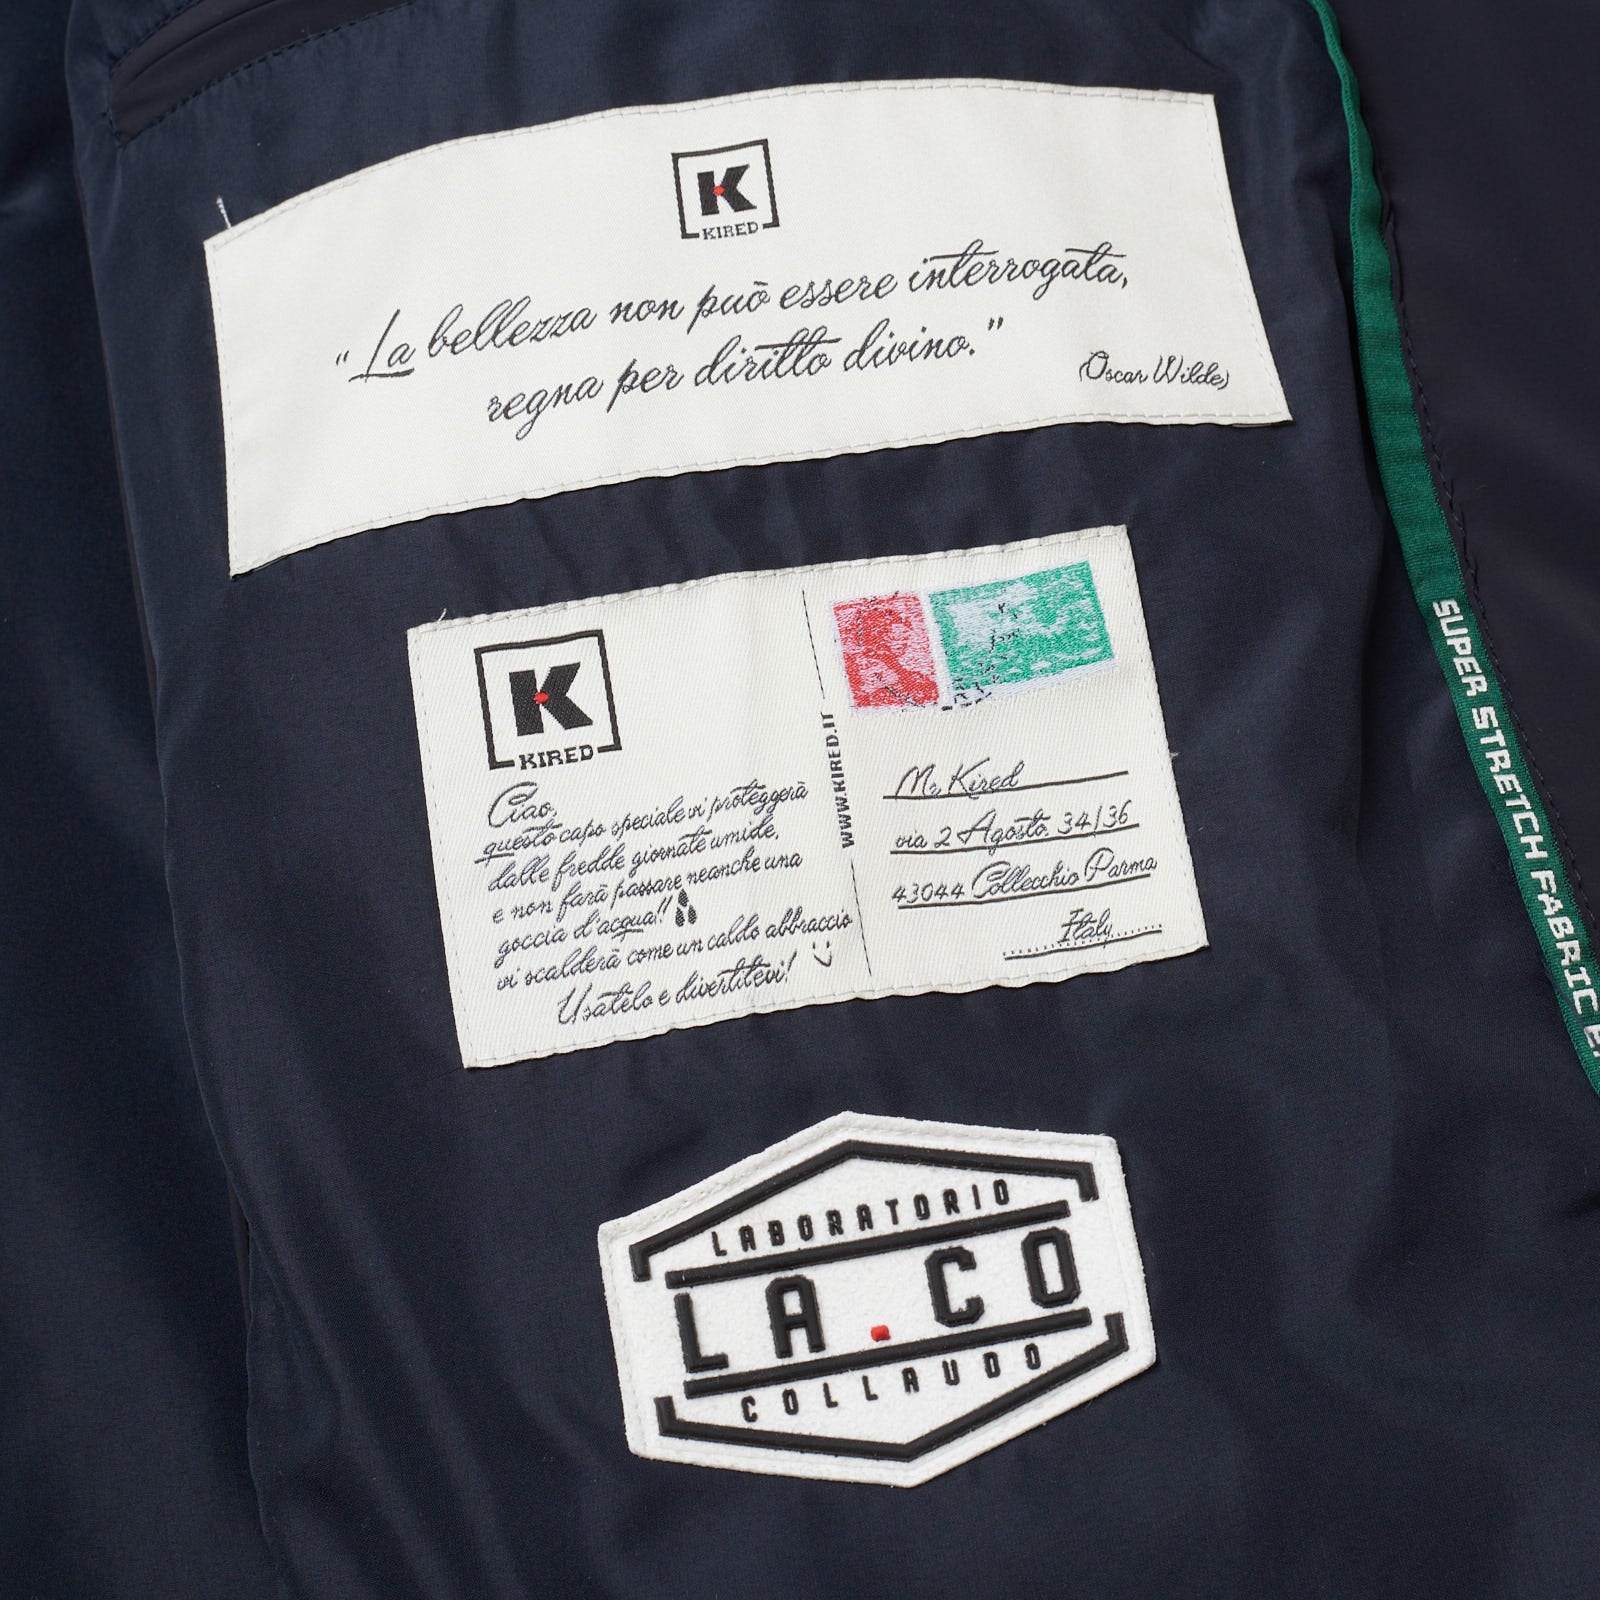 K
KIRED
"La bellezza non può essere interrogata,
regna per diritto divino."
(Oscar Wilde)
K
KIRED
Ciao,
questo capo speciale vi proteggerà
dalle fredde giornate umide,
e non farà passare neanche una
goccia d'acqua!!
vi scalderà come un caldo abbraccio
Usatelo e divertitevi! :)
WWW.KIRED.IT
Mr Kired
via 2 Agosto 34/36
43044 Collecchio Parma
Italy
SUPER STRETCH FABRIC
LABORATORIO
LA.CO
COLLAUDO